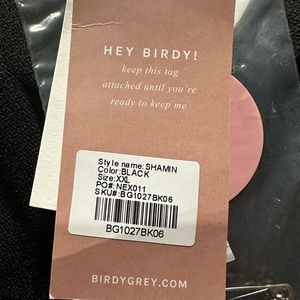 HEY BIRDY!
keep this tag
attached until you're
ready to keep me
Style name:SHAMIN
Color:BLACK
Size:XXL
PO#:NEX011
SKU#:BG1027BK06
BG1027BK06
BIRDYGREY.COM